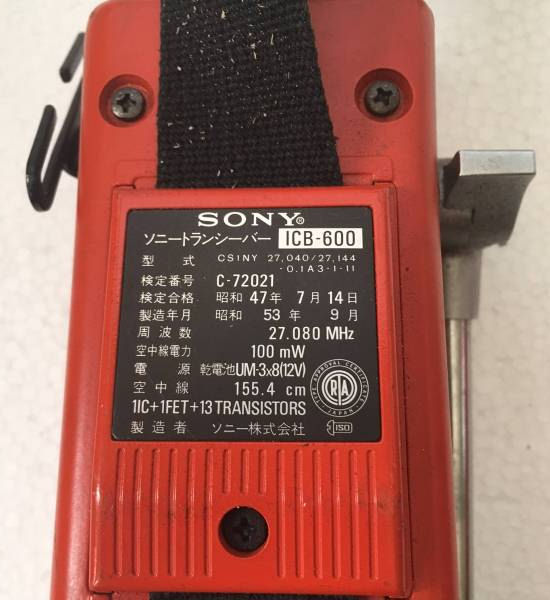 SONY®
ソニートランシーバー ICB-600
型式 CSINY 27,040/27,144
-0.1A3-1-11
検定番号 C-72021
検定合格 昭和 47年 7月 14日
製造年月 昭和 53年 9月
周波数 27.080 MHz
空中線電力 100 mW
電源 乾電池UM-3x8(12V)
空中線 155.4 cm
1IC+1FET+13 TRANSISTORS
製造者 ソニー株式会社
TYPE APPROVAL CERTIFICATE
JAPAN
ISO